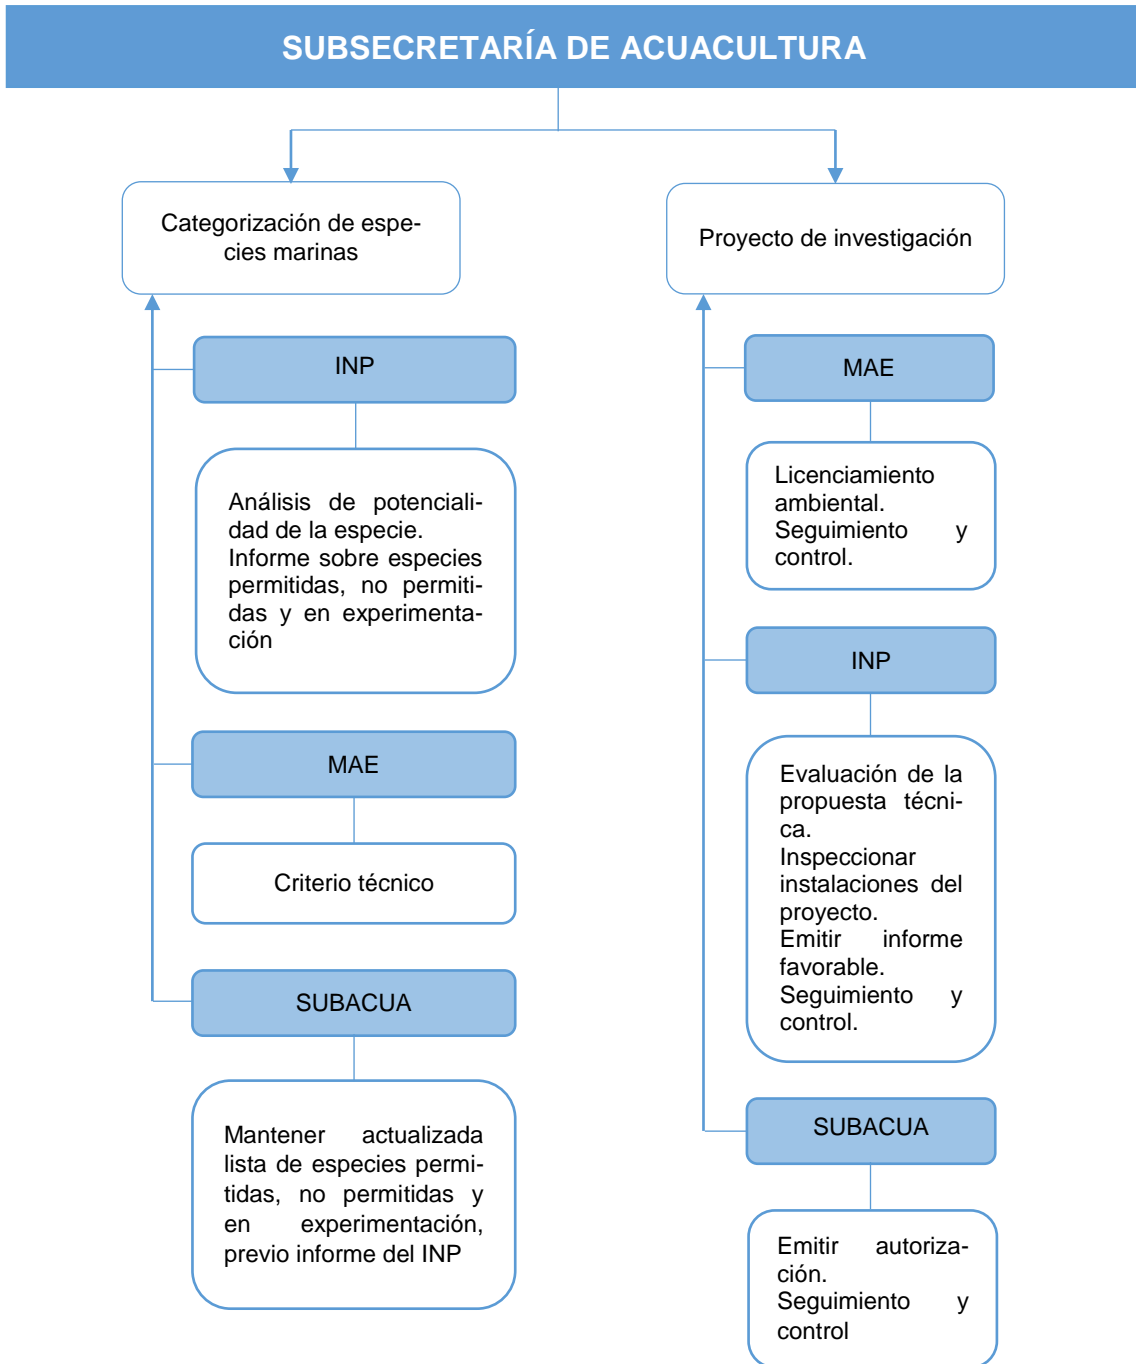 SUBSECRETARÍA DE ACUACULTURA
Categorización de espe-
cies marinas
INP
Análisis de potenciali-
dad de la especie.
Informe sobre especies
permitidas, no permiti-
das y en experimenta-
ción
MAE
Criterio técnico
SUBACUA
Mantener actualizada
lista de especies permi-
tidas, no permitidas y
en experimentación,
previo informe del INP
Proyecto de investigación
MAE
Licenciamiento
ambiental.
Seguimiento y
control.
INP
Evaluación de la
propuesta técni-
ca.
Inspeccionar
instalaciones del
proyecto.
Emitir informe
favorable.
Seguimiento y
control.
SUBACUA
Emitir autoriza-
ción.
Seguimiento y
control